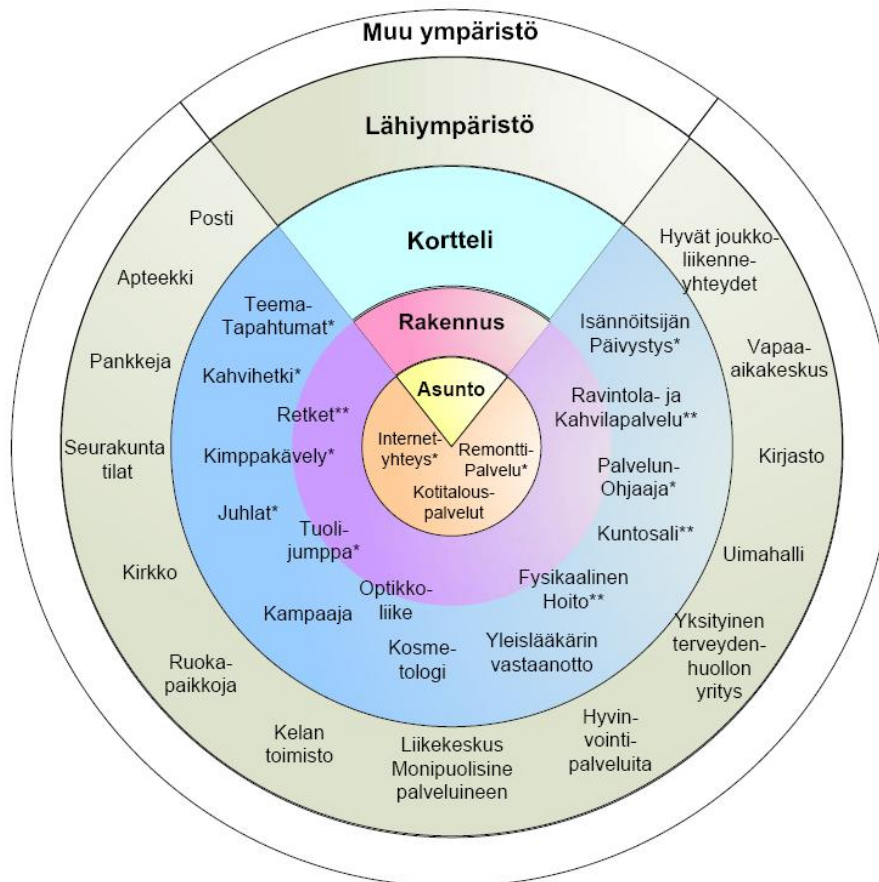 Muu ympäristö
Lähiympäristö
Kortteli
Rakennus
Asunto
Posti
Apteekki
Pankkeja
Seurakunta
tilat
Kirkko
Ruoka-
paikkoja
Kelan
toimisto
Liikekeskus
Monipuolisine
palveluineen
Hyvin-
vointi-
palveluita
Yksityinen
terveyden-
huollon
yritys
Uimahalli
Kirjasto
Vapaa-
aikakeskus
Hyvät joukko-
liikenne-
yhteydet
Teema-
Tapahtumat*
Kahvihetki*
Retket**
Kimppakävely*
Juhlat*
Tuoli-
jumppa*
Kampaaja
Optikko-
liike
Kosme-
tologi
Yleislääkärin
vastaanotto
Fysikaalinen
Hoito**
Kuntosali**
Palvelun-
Ohjaaja*
Ravintola- ja
Kahvilapalvelu**
Isännöitsijän
Päivystys*
Internet-
yhteys*
Remontti-
Palvelu*
Kotitalous-
palvelut